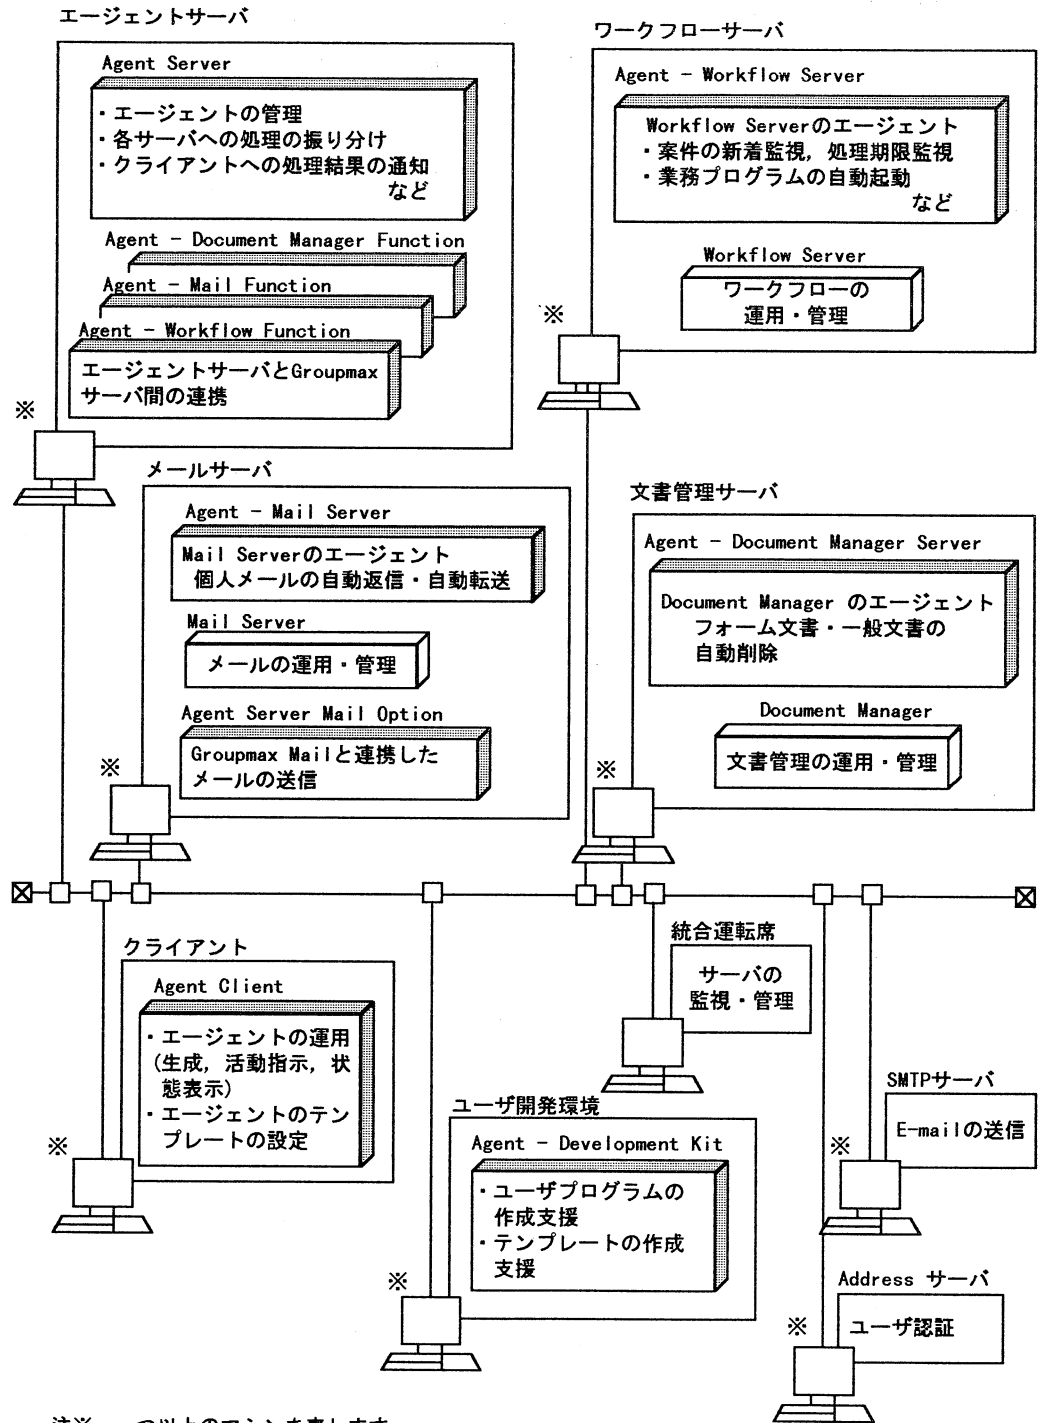 エージェントサーバ
Agent Server
・エージェントの管理
・各サーバへの処理の振り分け
・クライアントへの処理結果の通知
など
Agent － Document Manager Function
Agent － Mail Function
Agent － Workflow Function
エージェントサーバとGroupmax
サーバ間の連携
※
ワークフローサーバ
Agent － Workflow Server
Workflow Serverのエージェント
・案件の新着監視，処理期限監視
・業務プログラムの自動起動
など
Workflow Server
ワークフローの
運用・管理
※
メールサーバ
Agent － Mail Server
Mail Serverのエージェント
個人メールの自動返信・自動転送
Mail Server
メールの運用・管理
Agent Server Mail Option
Groupmax Mailと連携した
メールの送信
※
文書管理サーバ
Agent － Document Manager Server
Document Manager のエージェント
フォーム文書・一般文書の
自動削除
Document Manager
文書管理の運用・管理
※
クライアント
Agent Client
・エージェントの運用
(生成，活動指示，状
態表示)
・エージェントのテン
プレートの設定
※
統合運転席
サーバの
監視・管理
ユーザ開発環境
Agent － Development Kit
・ユーザプログラムの
作成支援
・テンプレートの作成
支援
※
SMTPサーバ
E-mailの送信
※
Address サーバ
ユーザ認証
※